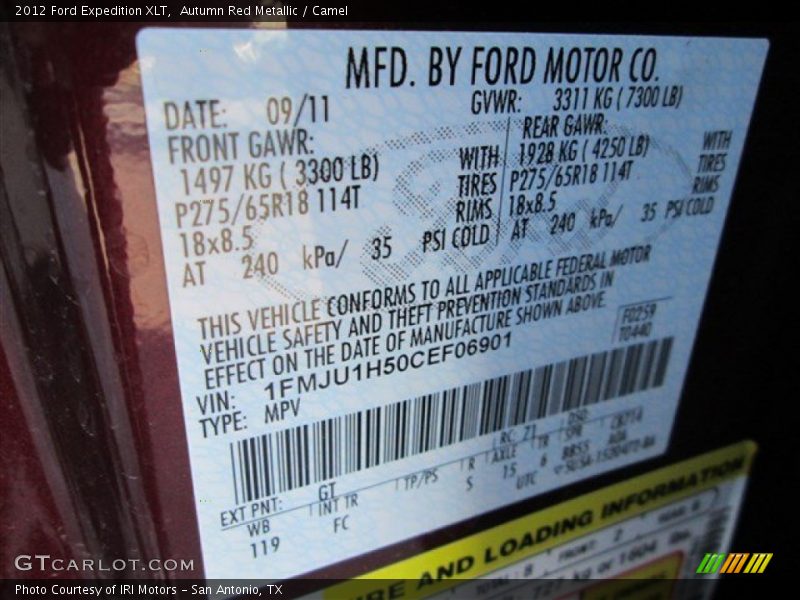 2012 Ford Expedition XLT, Autumn Red Metallic / Camel
MFD. BY FORD MOTOR CO.
DATE: 09/11 GVWR: 3311 KG ( 7300 LB)
FRONT GAWR: REAR GAWR:
1497 KG ( 3300 LB) WITH 1928 KG ( 4250 LB) WITH
P275/65R18 114T TIRES P275/65R18 114T TIRES
18x8.5 RIMS 18x8.5 RIMS
AT 240 kPa/ 35 PSI COLD AT 240 kPa/ 35 PSI COLD
THIS VEHICLE CONFORMS TO ALL APPLICABLE FEDERAL MOTOR
VEHICLE SAFETY AND THEFT PREVENTION STANDARDS IN
EFFECT ON THE DATE OF MANUFACTURE SHOWN ABOVE.
F0259
T0440
VIN: 1FMJU1H50CEF06901
TYPE: MPV
RC: 21 DSO:
EXT PNT: GT INT TR TP/PS R AXLE TR SPR
WB FC S 15 6 BBSS
119 UTC
TIRE AND LOADING INFORMATION
GTCARLOT.COM
Photo Courtesy of IRI Motors – San Antonio, TX